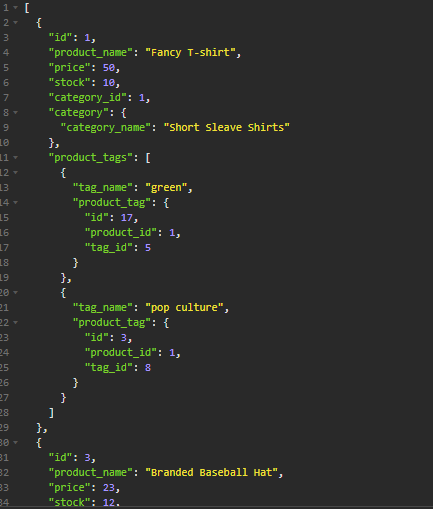 1 [
2 {
3 "id": 1,
4 "product_name": "Fancy T-shirt",
5 "price": 50,
6 "stock": 10,
7 "category_id": 1,
8 "category": {
9 "category_name": "Short Sleave Shirts"
10 },
11 "product_tags": [
12 {
13 "tag_name": "green",
14 "product_tag": {
15 "id": 17,
16 "product_id": 1,
17 "tag_id": 5
18 }
19 },
20 {
21 "tag_name": "pop culture",
22 "product_tag": {
23 "id": 3,
24 "product_id": 1,
25 "tag_id": 8
26 }
27 }
28 ]
29 },
30 {
31 "id": 3,
32 "product_name": "Branded Baseball Hat",
33 "price": 23,
34 "stock": 12,